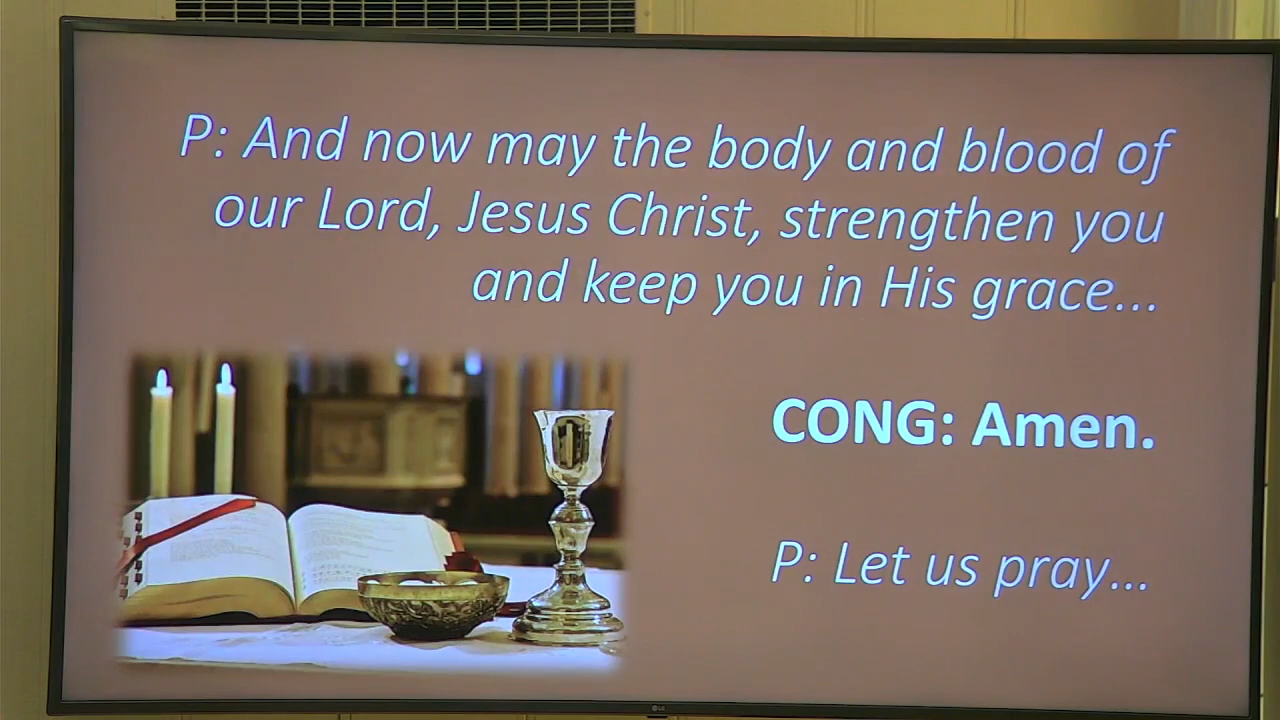 P: And now may the body and blood of
our Lord, Jesus Christ, strengthen you
and keep you in His grace...
CONG: Amen.
P: Let us pray...
LG